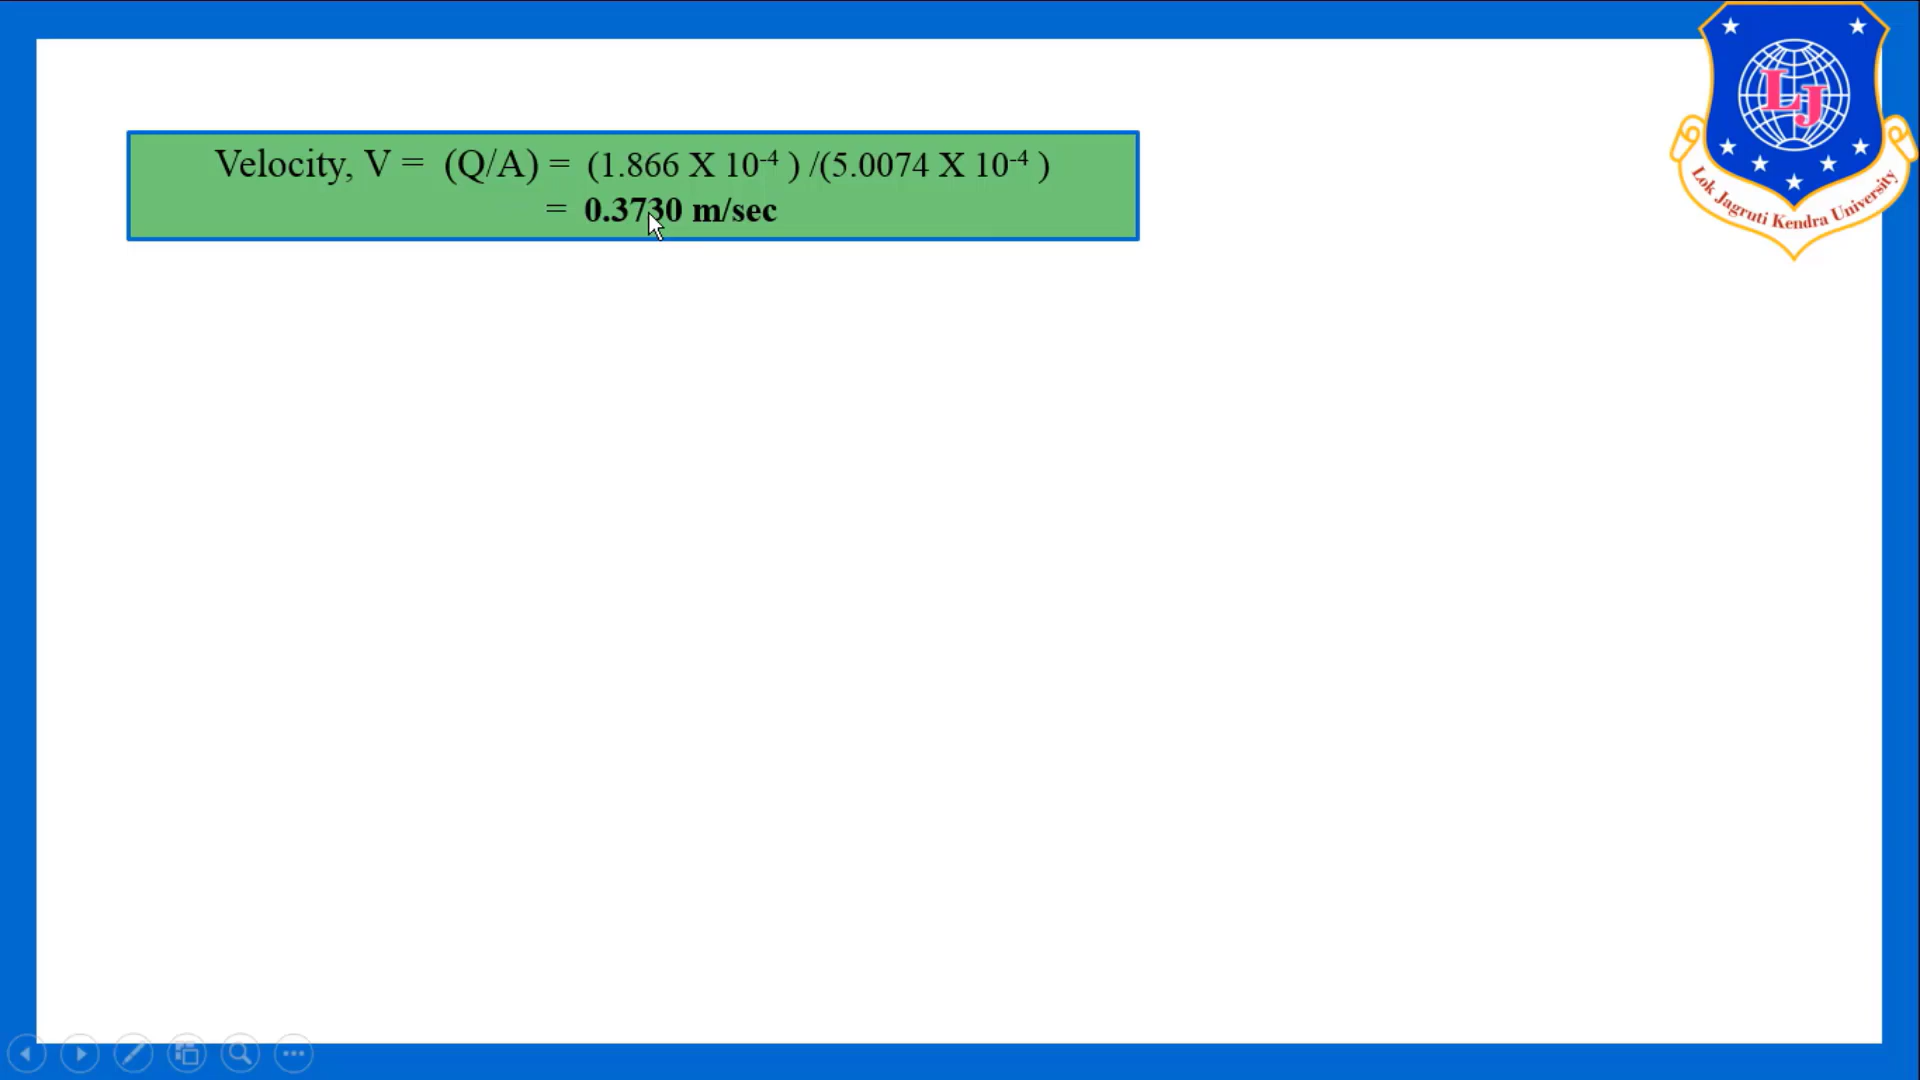 Velocity, V = (Q/A) = (1.866 X 10⁻⁴ ) /(5.0074 X 10⁻⁴ )
= 0.3730 m/sec
LJ
Lok Jagruti Kendra University